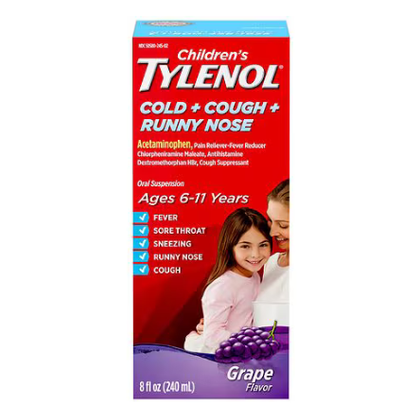 Children's
TYLENOL®
COLD + COUGH +
RUNNY NOSE
Acetaminophen, Pain Reliever-Fever Reducer
Chlorpheniramine Maleate, Antihistamine
Dextromethorphan HBr, Cough Suppressant
Oral Suspension
Ages 6-11 Years
FEVER
SORE THROAT
SNEEZING
RUNNY NOSE
COUGH
Grape
Flavor
8 fl oz (240 mL)